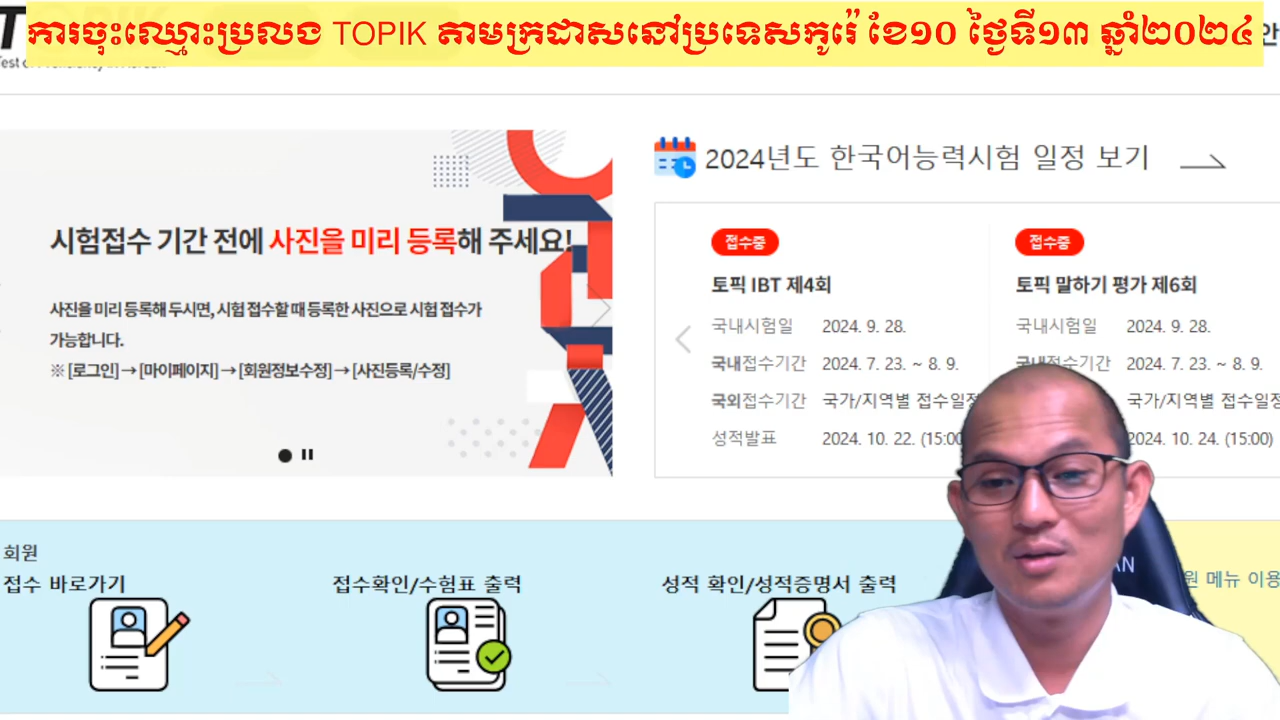 ការចុះឈ្មោះប្រលង TOPIK តាមក្រដាសនៅប្រទេសកូរ៉េ ខែ១០ ថ្ងៃទី១៣ ឆ្នាំ២០២៤
안
2024년도 한국어능력시험 일정 보기
시험접수 기간 전에 사진을 미리 등록해 주세요!
사진을 미리 등록해 두시면, 시험 접수할 때 등록한 사진으로 시험 접수가
가능합니다.
※ [로그인] → [마이페이지] → [회원정보수정] → [사진등록/수정]
접수중
토픽 IBT 제4회
국내시험일 2024. 9. 28.
국내접수기간 2024. 7. 23. ~ 8. 9.
국외접수기간 국가/지역별 접수일정
성적발표 2024. 10. 22. (15:00
접수중
토픽 말하기 평가 제6회
국내시험일 2024. 9. 28.
국내접수기간 2024. 7. 23. ~ 8. 9.
국가/지역별 접수일정
2024. 10. 24. (15:00)
회원
접수 바로가기
접수확인/수험표 출력
성적 확인/성적증명서 출력
원 메뉴 이용
AN